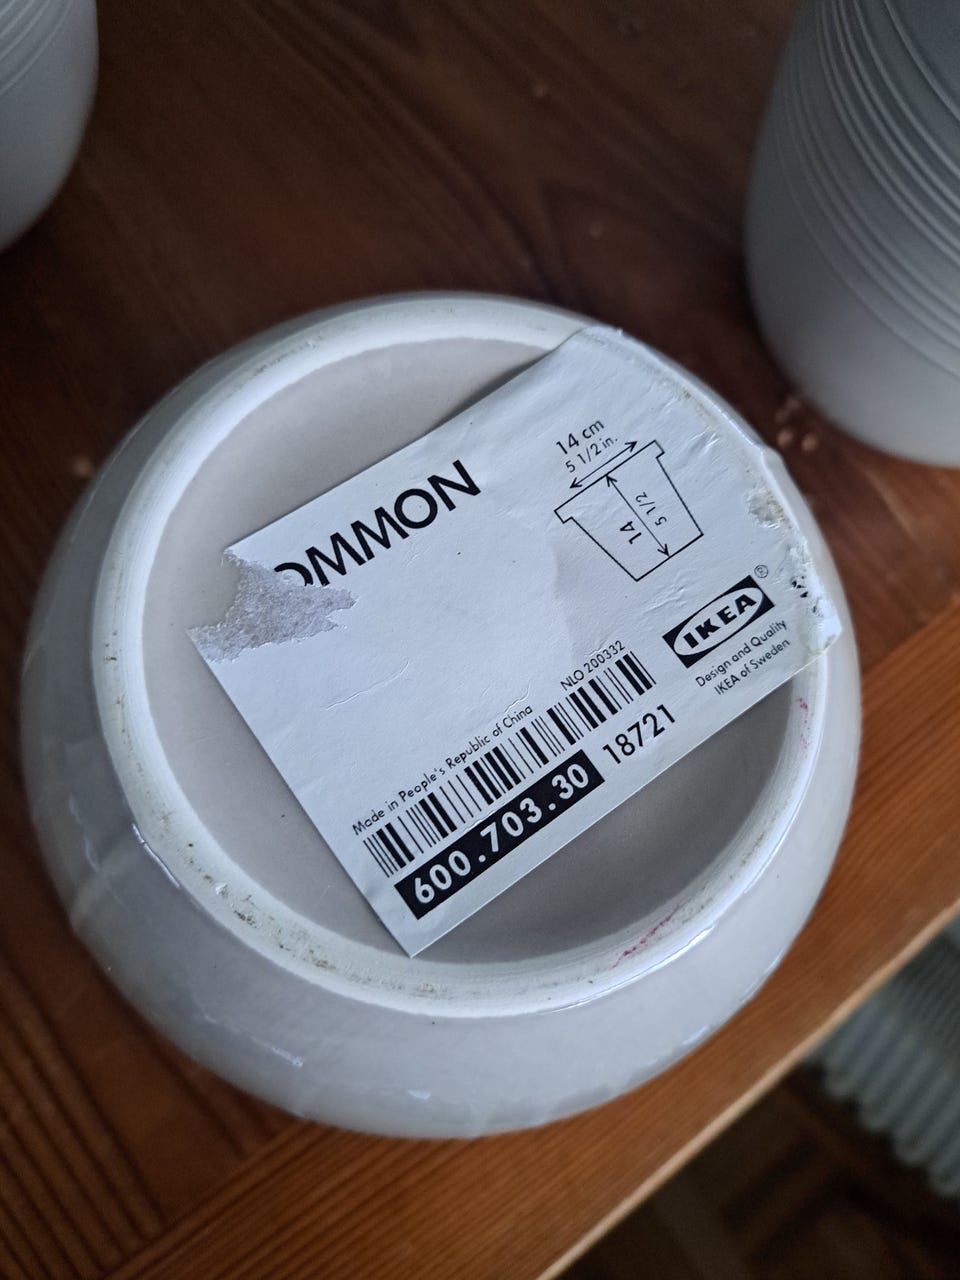 OMMON
14 cm
5 1/2 in.
14
5 1/2
IKEA®
Design and Quality
IKEA of Sweden
Made in People's Republic of China
NLO 200332
600.703.30
18721